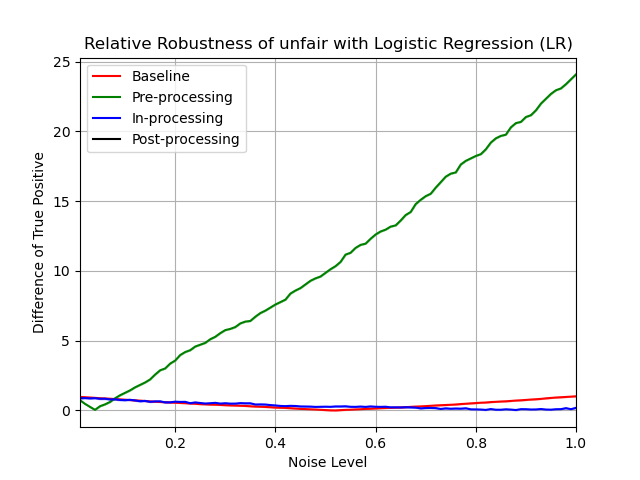 Relative Robustness of unfair with Logistic Regression (LR)
25
20
15
10
5
0
Difference of True Positive
Baseline
Pre-processing
In-processing
Post-processing
0.2
0.4
0.6
0.8
1.0
Noise Level